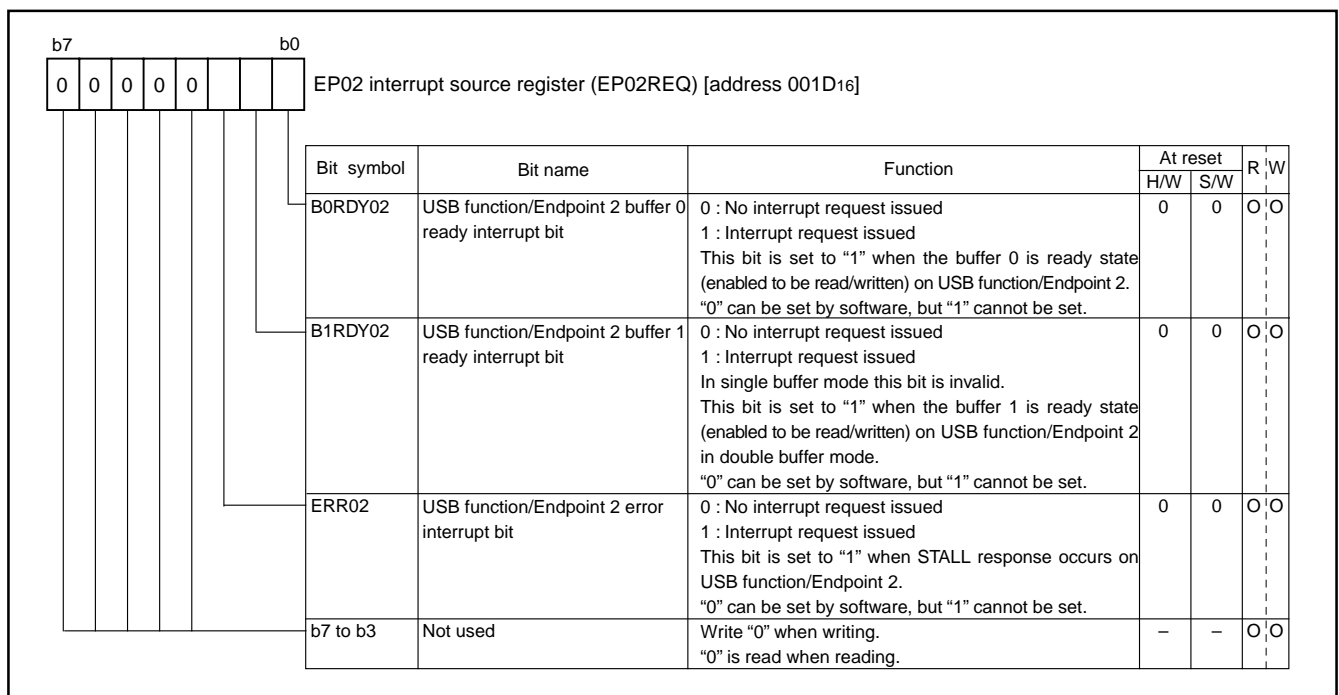 b7 b0
0 0 0 0 0 EP02 interrupt source register (EP02REQ) [address 001D16]
Bit symbol Bit name Function At reset R W
H/W S/W
B0RDY02 USB function/Endpoint 2 buffer 0 0 : No interrupt request issued 0 0 O O
ready interrupt bit 1 : Interrupt request issued
This bit is set to “1” when the buffer 0 is ready state
(enabled to be read/written) on USB function/Endpoint 2.
“0” can be set by software, but “1” cannot be set.
B1RDY02 USB function/Endpoint 2 buffer 1 0 : No interrupt request issued 0 0 O O
ready interrupt bit 1 : Interrupt request issued
In single buffer mode this bit is invalid.
This bit is set to “1” when the buffer 1 is ready state
(enabled to be read/written) on USB function/Endpoint 2
in double buffer mode.
“0” can be set by software, but “1” cannot be set.
ERR02 USB function/Endpoint 2 error 0 : No interrupt request issued 0 0 O O
interrupt bit 1 : Interrupt request issued
This bit is set to “1” when STALL response occurs on
USB function/Endpoint 2.
“0” can be set by software, but “1” cannot be set.
b7 to b3 Not used Write “0” when writing. – – O O
“0” is read when reading.